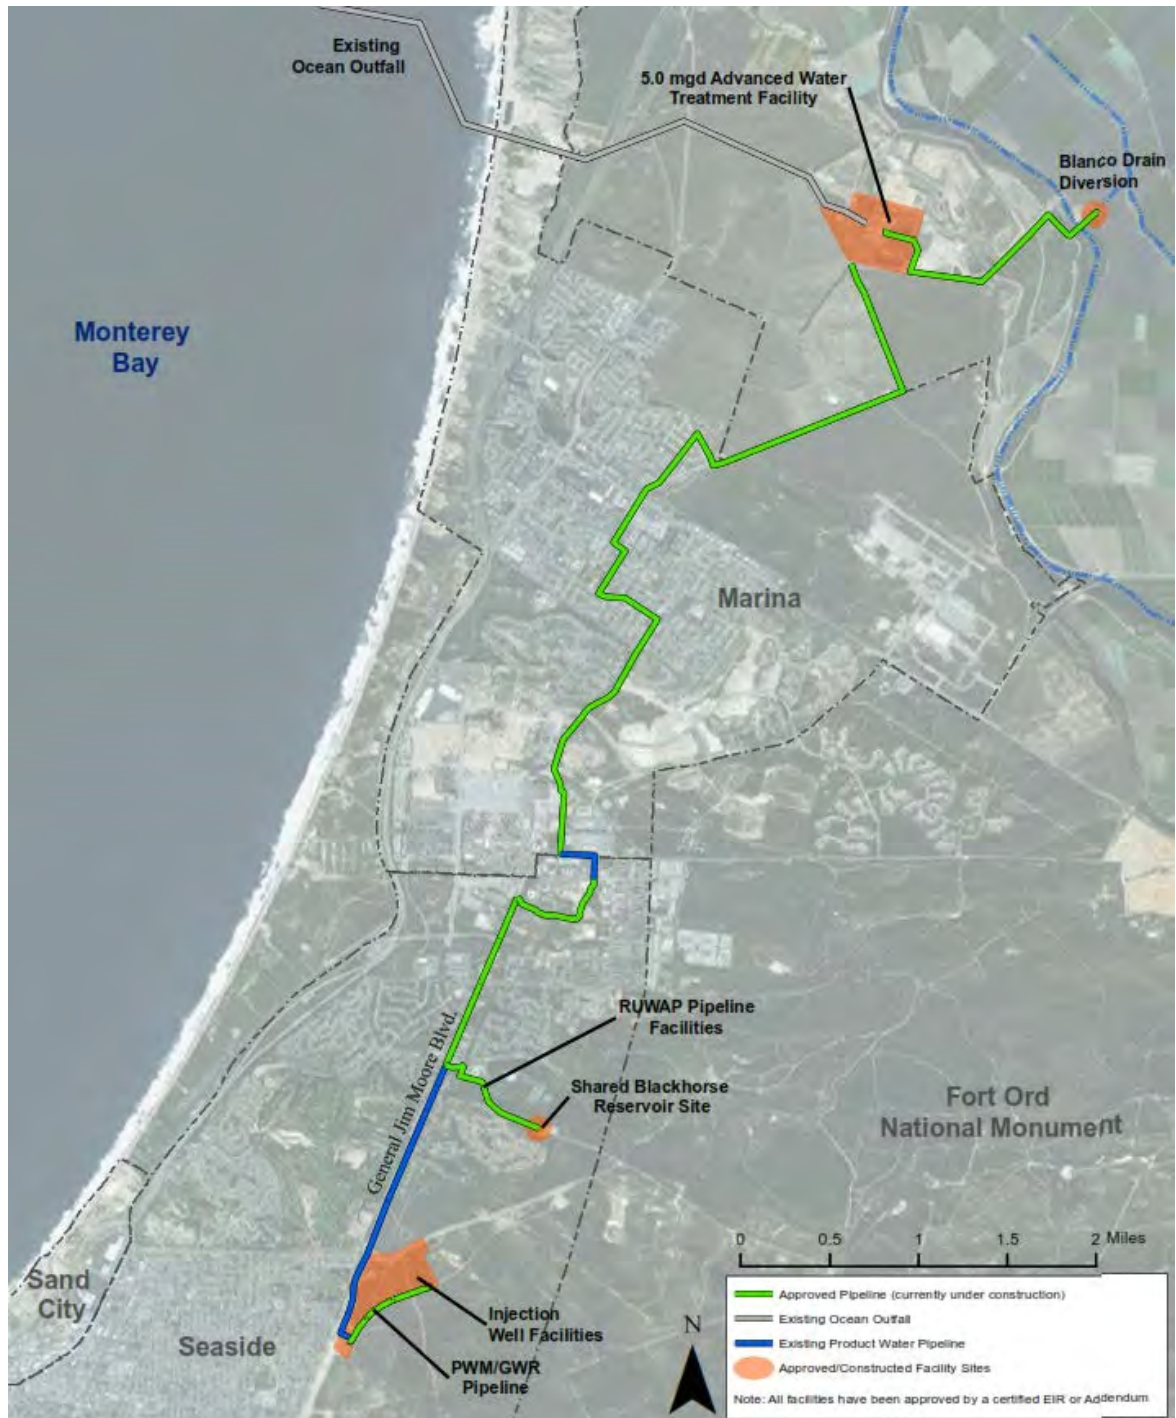 Existing
Ocean Outfall
5.0 mgd Advanced Water
Treatment Facility
Blanco Drain
Diversion
Monterey
Bay
Marina
RUWAP Pipeline
Facilities
General Jim Moore Blvd.
Shared Blackhorse
Reservoir Site
Fort Ord
National Monument
Sand
City
Seaside
Injection
Well Facilities
PWM/GWR
Pipeline
N
0 0.5 1 1.5 2 Miles
Approved Pipeline (currently under construction)
Existing Ocean Outfall
Existing Product Water Pipeline
Approved/Constructed Facility Sites
Note: All facilities have been approved by a certified EIR or Addendum